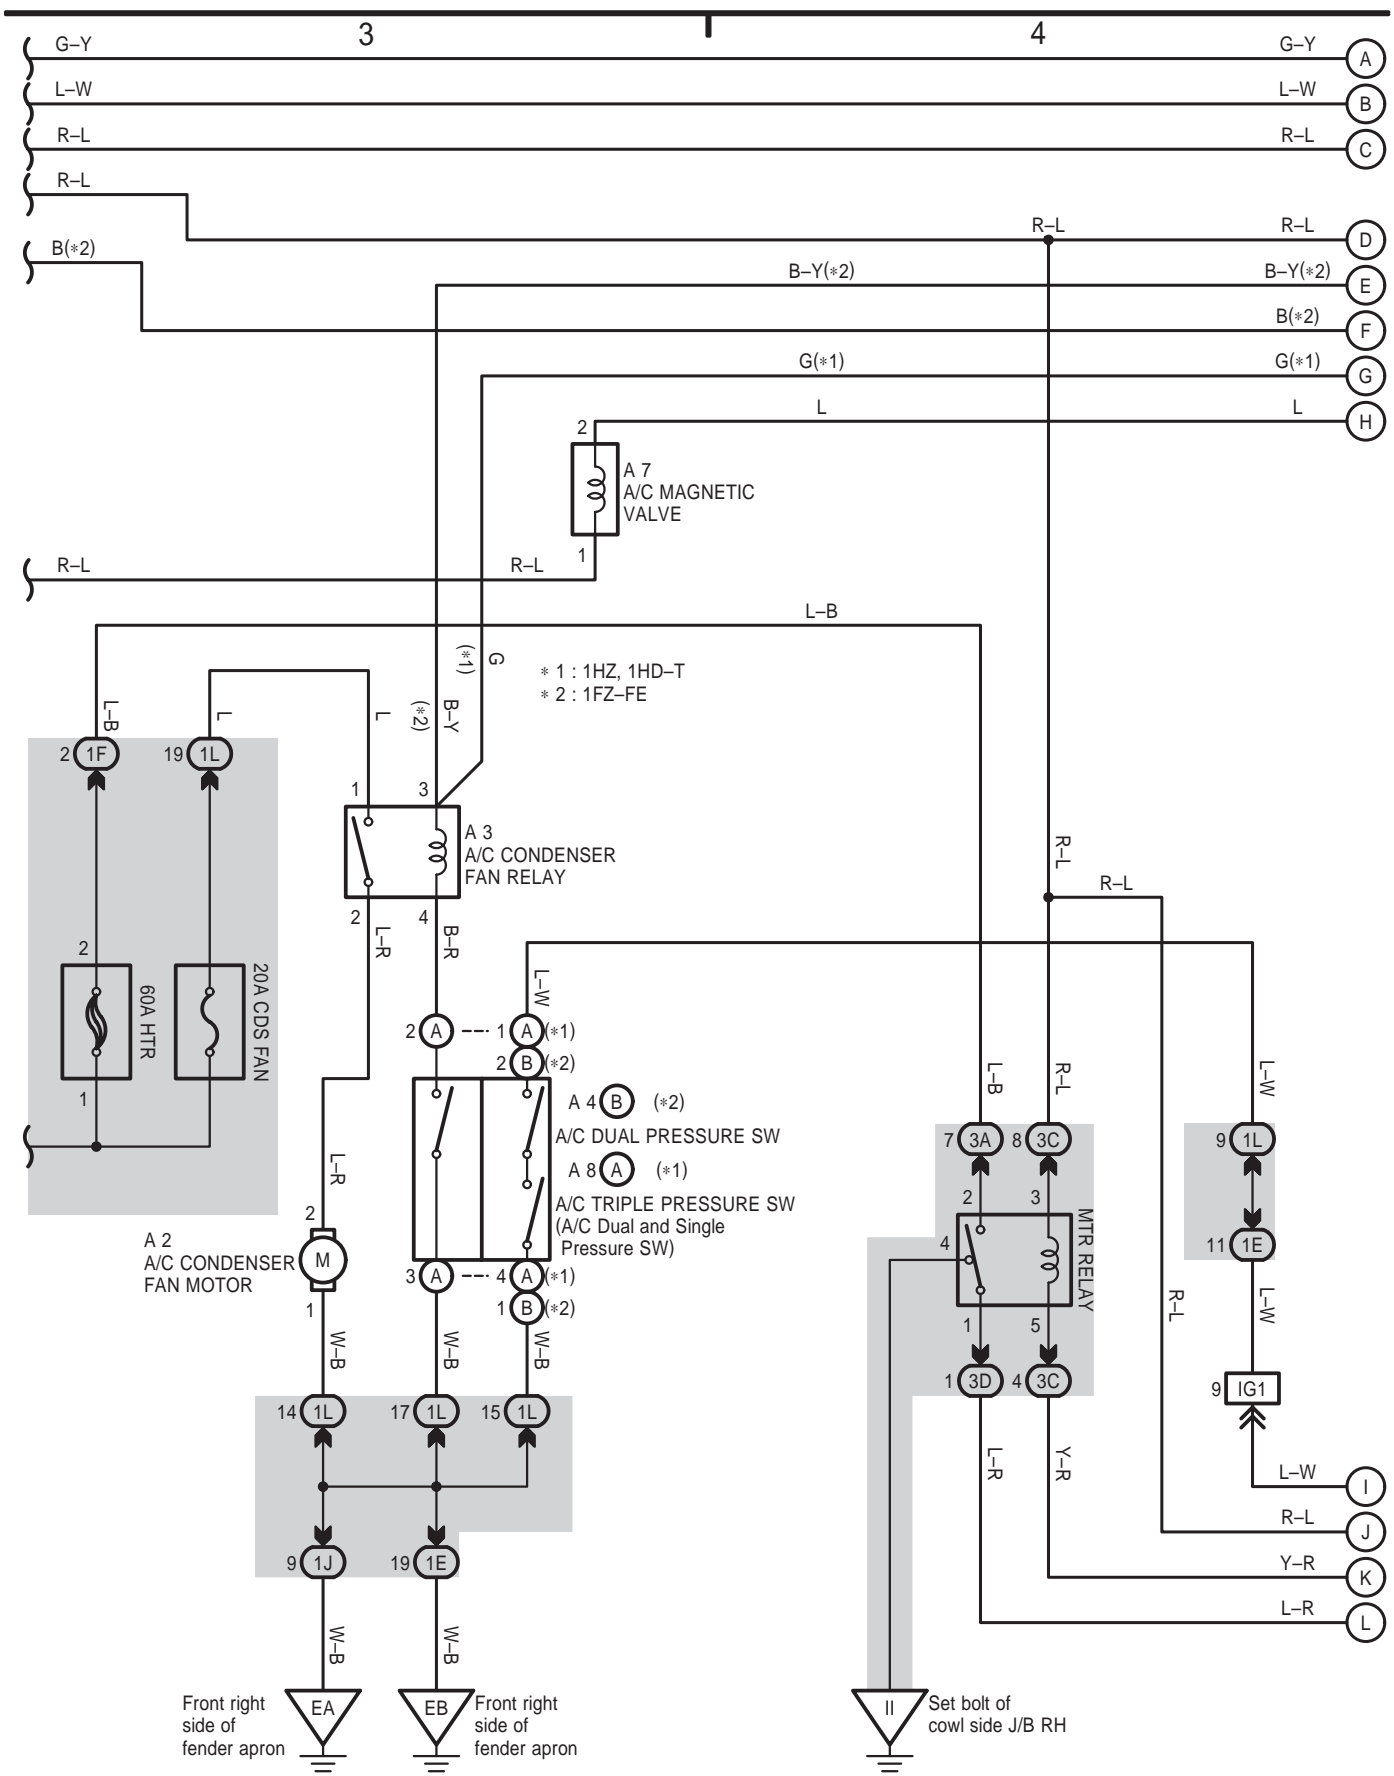 3
4
G–Y
G–Y
A
L–W
L–W
B
R–L
R–L
C
R–L
R–L
R–L
D
B(∗2)
B–Y(∗2)
B–Y(∗2)
E
B(∗2)
F
G(∗1)
G(∗1)
G
L
L
H
2
A 7
A/C MAGNETIC
VALVE
1
R–L
R–L
L–B
G
(∗1)
∗ 1 : 1HZ, 1HD–T
∗ 2 : 1FZ–FE
L–B
L
L
B–Y
(∗2)
2 1F
19 1L
1
3
A 3
A/C CONDENSER
FAN RELAY
R–L
R–L
2
4
L–R
B–R
2
60A HTR
20A CDS FAN
1
L–W
2 A
1 A (∗1)
2 B (∗2)
A 4 B (∗2)
A/C DUAL PRESSURE SW
A 8 A (∗1)
A/C TRIPLE PRESSURE SW
(A/C Dual and Single
Pressure SW)
L–B
R–L
L–W
7 3A
8 3C
9 1L
L–R
2
3
4
MTR RELAY
11 1E
2
A 2
A/C CONDENSER
FAN MOTOR
M
1
3 A
4 A (∗1)
1 B (∗2)
1
5
R–L
L–W
W–B
W–B
W–B
1 3D
4 3C
9 IG1
14 1L
17 1L
15 1L
L–R
Y–R
L–W
I
R–L
J
9 1J
19 1E
Y–R
K
L–R
L
W–B
W–B
Front right
side of
fender apron
EA
EB
Front right
side of
fender apron
II
Set bolt of
cowl side J/B RH